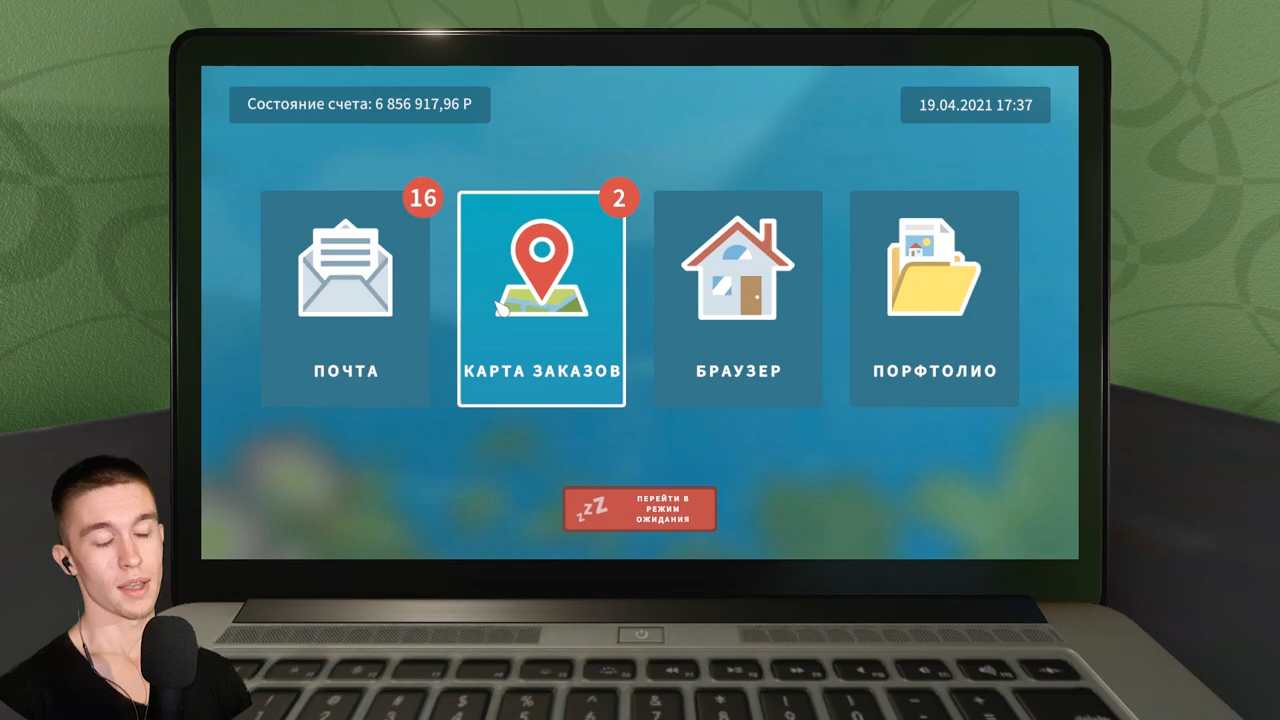 Состояние счета: 6 856 917,96 Р
19.04.2021 17:37
16
2
ПОЧТА
КАРТА ЗАКАЗОВ
БРАУЗЕР
ПОРФТОЛИО
ПЕРЕЙТИ В
РЕЖИМ
ОЖИДАНИЯ
zzZ